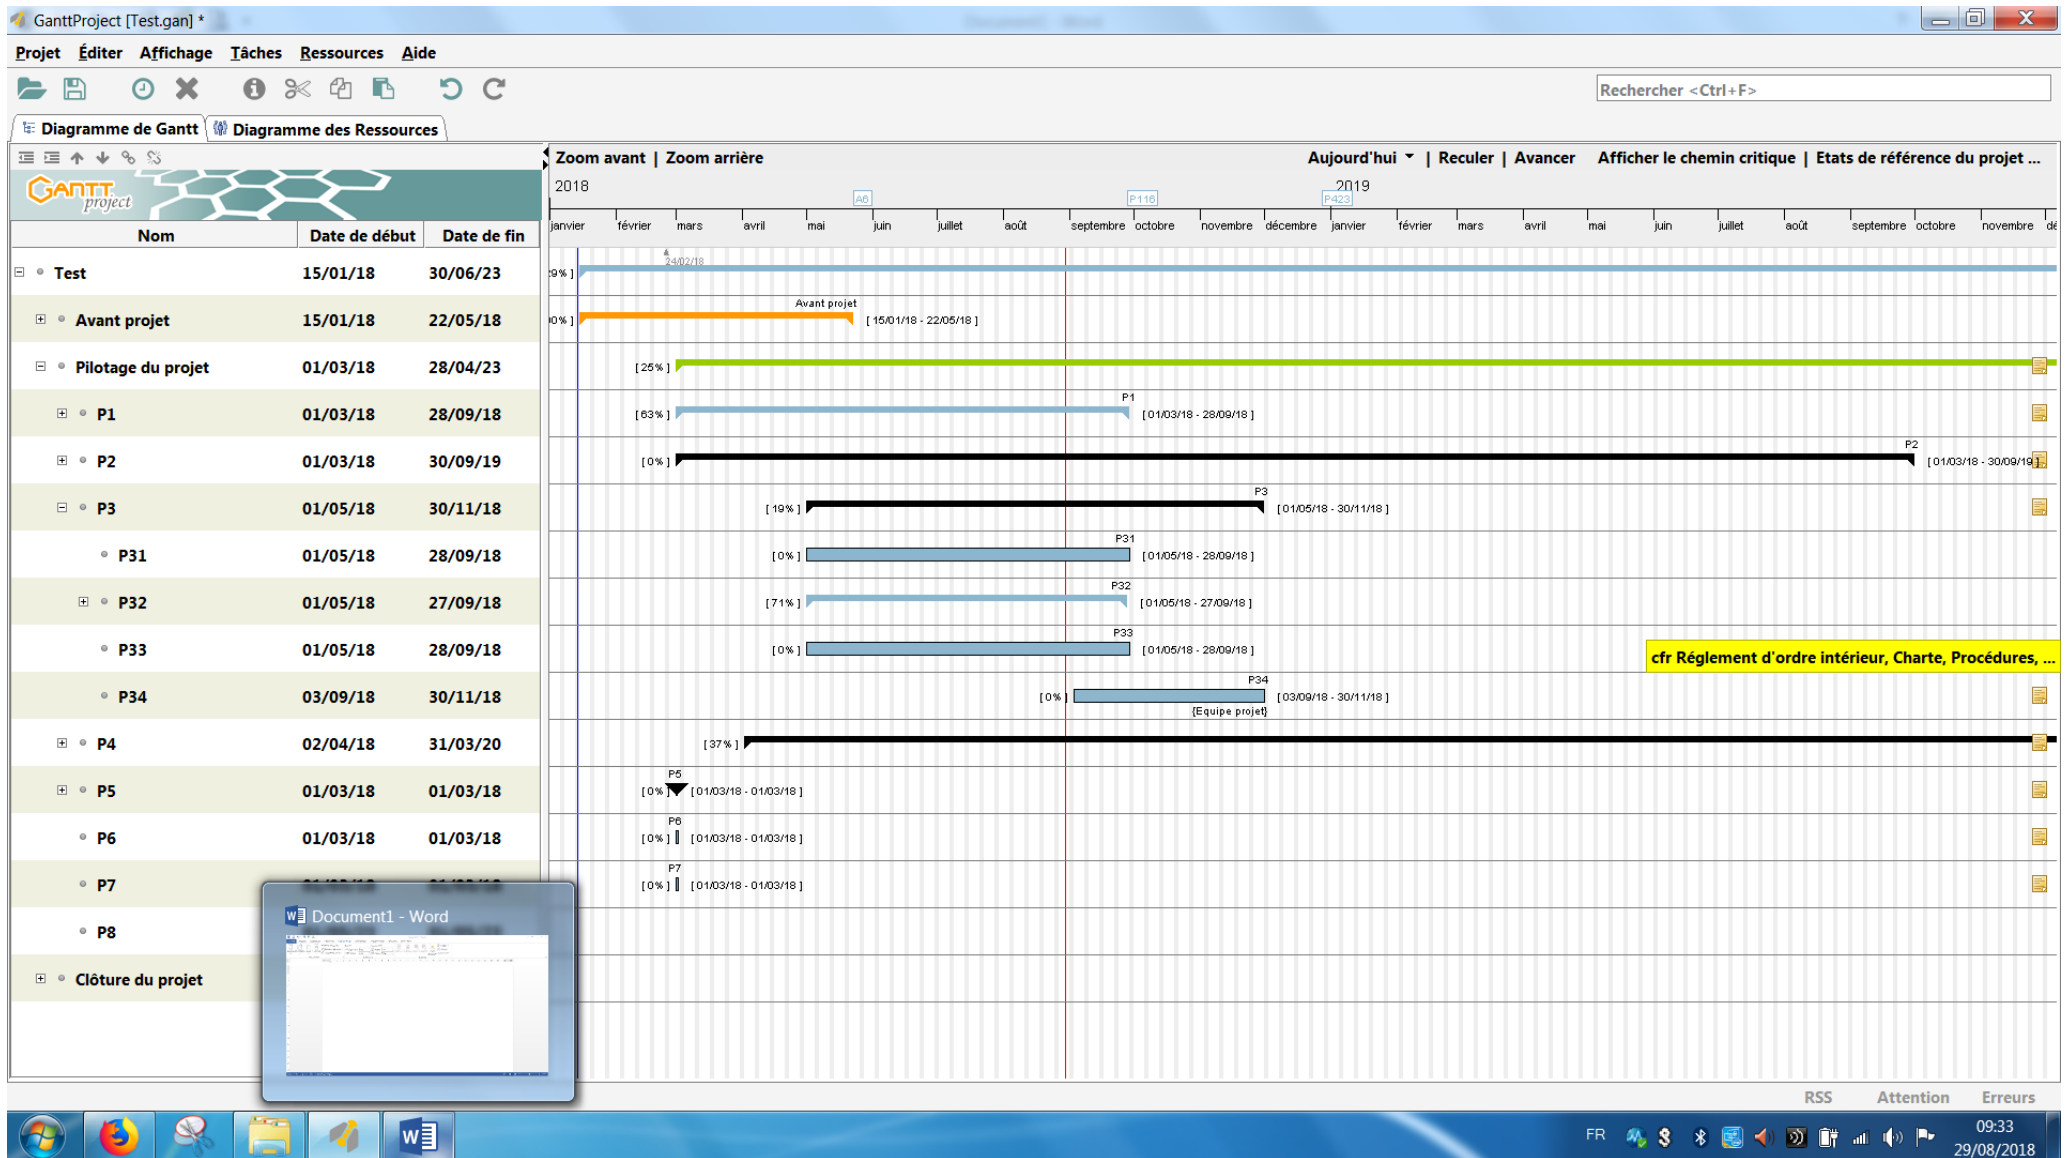 GanttProject [Test.gan] *
Document1 - Word
Projet Éditer Affichage Tâches Ressources Aide
Rechercher <Ctrl+F>
Diagramme de Gantt Diagramme des Ressources
Zoom avant | Zoom arrière Aujourd'hui | Reculer | Avancer Afficher le chemin critique | Etats de référence du projet ...
GANTT project
2018 2019
A6 P116 P423
janvier février mars avril mai juin juillet août septembre octobre novembre décembre janvier février mars avril mai juin juillet août septembre octobre novembre dé
Nom Date de début Date de fin
24/02/18
Test 15/01/18 30/06/23 9% ]
Avant projet
Avant projet 15/01/18 22/05/18 0% ] [ 15/01/18 - 22/05/18 ]
Pilotage du projet 01/03/18 28/04/23 [ 25% ]
P1
P1 01/03/18 28/09/18 [ 63% ] [ 01/03/18 - 28/09/18 ]
P2
P2 01/03/18 30/09/19 [ 0% ] [ 01/03/18 - 30/09/19 ]
P3
P3 01/05/18 30/11/18 [ 19% ] [ 01/05/18 - 30/11/18 ]
P31
P31 01/05/18 28/09/18 [ 0% ] [ 01/05/18 - 28/09/18 ]
P32
P32 01/05/18 27/09/18 [ 71% ] [ 01/05/18 - 27/09/18 ]
P33
P33 01/05/18 28/09/18 [ 0% ] [ 01/05/18 - 28/09/18 ]
cfr Réglement d'ordre intérieur, Charte, Procédures, ...
P34
P34 03/09/18 30/11/18 [ 0% ] [ 03/09/18 - 30/11/18 ]
{Equipe projet}
P4 02/04/18 31/03/20 [ 37% ]
P5
P5 01/03/18 01/03/18 [ 0% ] [ 01/03/18 - 01/03/18 ]
P6
P6 01/03/18 01/03/18 [ 0% ] [ 01/03/18 - 01/03/18 ]
P7
P7 [ 0% ] [ 01/03/18 - 01/03/18 ]
Document1 - Word
P8
Clôture du projet
RSS Attention Erreurs
FR 09:33
29/08/2018